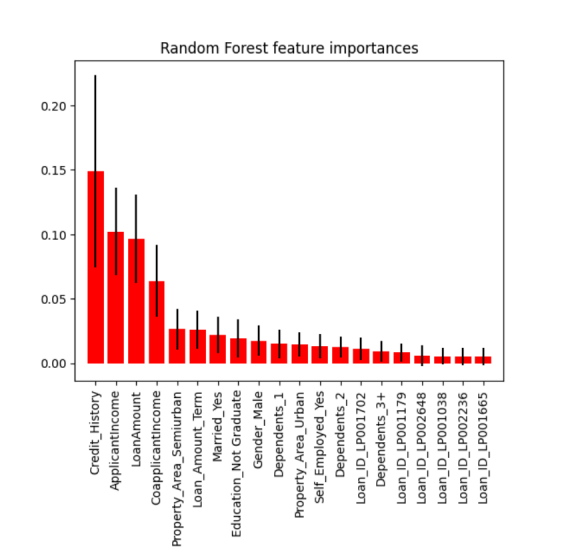 Random Forest feature importances
0.20
0.15
0.10
0.05
0.00
Credit_History
ApplicantIncome
LoanAmount
CoapplicantIncome
Property_Area_Semiurban
Loan_Amount_Term
Married_Yes
Education_Not Graduate
Gender_Male
Dependents_1
Property_Area_Urban
Self_Employed_Yes
Dependents_2
Loan_ID_LP001702
Dependents_3+
Loan_ID_LP001179
Loan_ID_LP002648
Loan_ID_LP001038
Loan_ID_LP002236
Loan_ID_LP001665